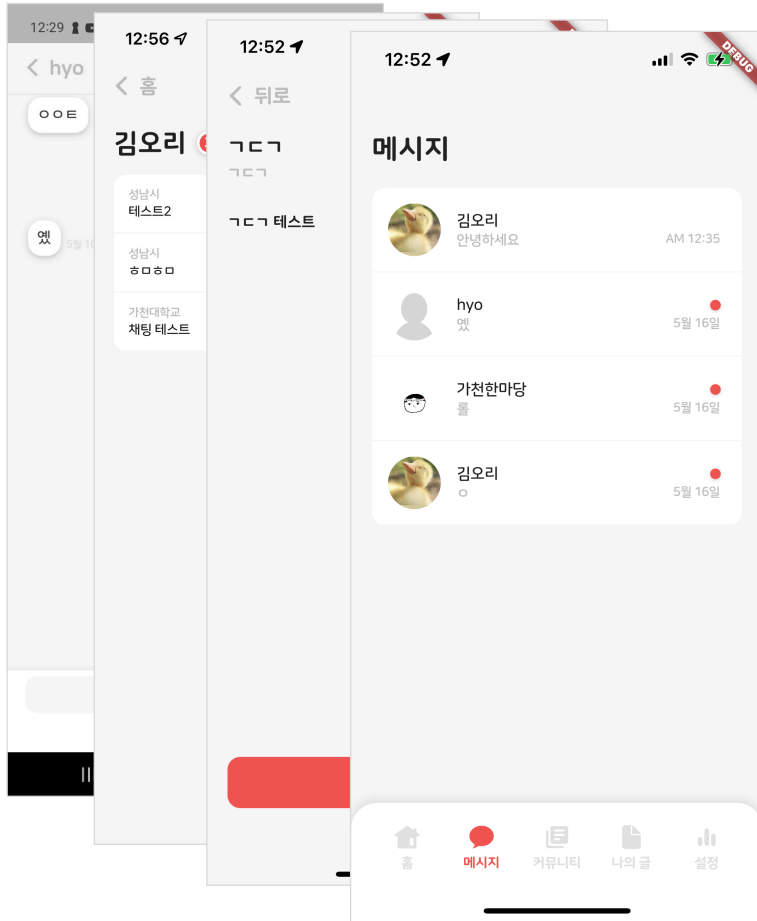 12:29
hyo
ㅇㅇㅌ
옜
5월 16
12:56
홈
김오리
성남시
테스트2
성남시
ㅎㅁㅎㅁ
가천대학교
채팅 테스트
12:52
뒤로
ㄱㄷㄱ
ㄱㄷㄱ
ㄱㄷㄱ 테스트
12:52
DEBUG
메시지
김오리
안녕하세요
AM 12:35
hyo
옜
5월 16일
가천한마당
롤
5월 16일
김오리
ㅇ
5월 16일
홈
메시지
커뮤니티
나의 글
설정